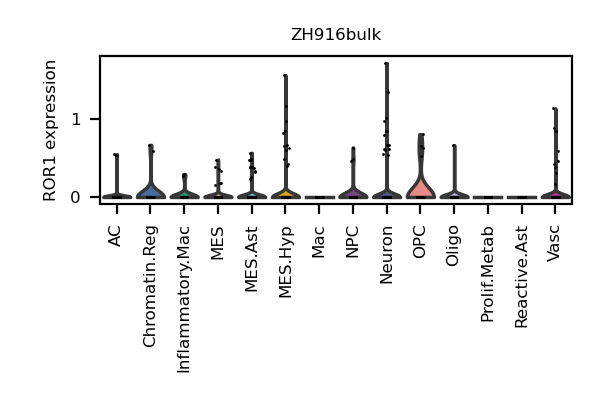 ZH916bulk
ROR1 expression
1
0
AC
Chromatin.Reg
Inflammatory.Mac
MES
MES.Ast
MES.Hyp
Mac
NPC
Neuron
OPC
Oligo
Prolif.Metab
Reactive.Ast
Vasc